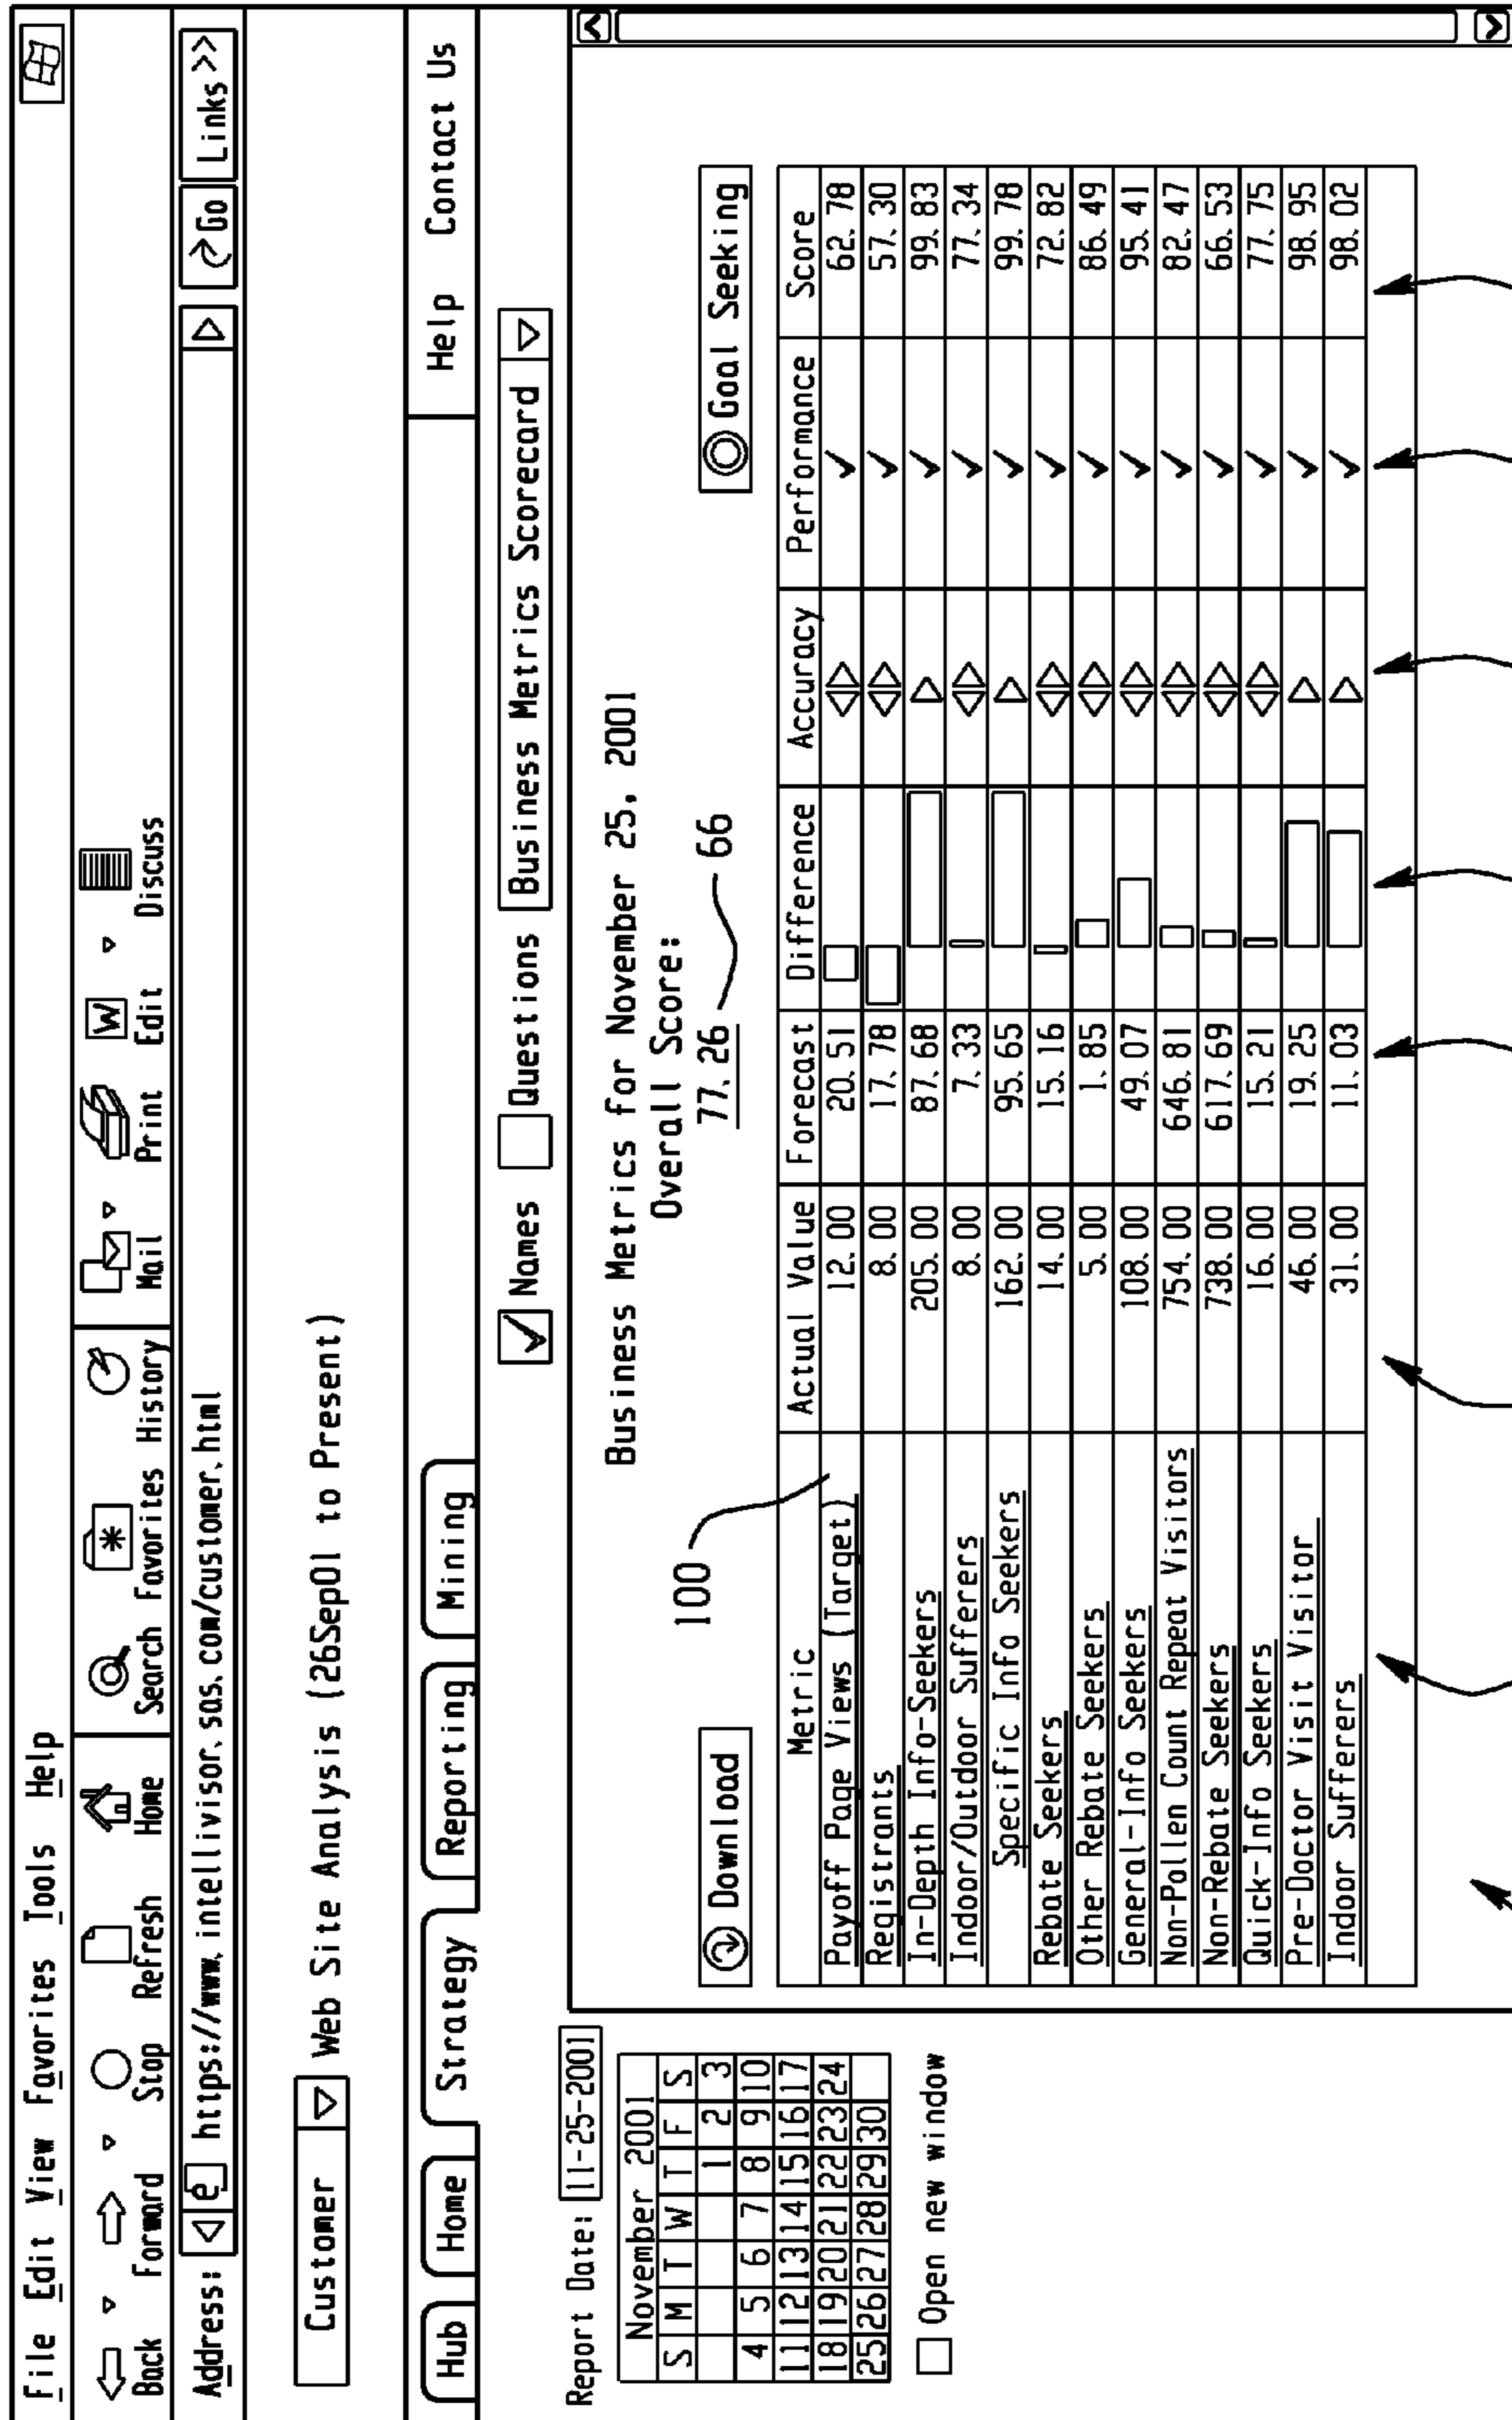 File Edit View Favorites Tools Help
Back Forward Stop Refresh Home Search Favorites History Mail Print Edit Discuss
W
Address: e https://www.intellivisor.sas.com/customer.html Go Links >>
Customer Web Site Analysis (26Sep01 to Present)
Hub Home Strategy Reporting Mining Help Contact Us
Names Questions Business Metrics Scorecard
Report Date: 11-25-2001
November 2001
S M T W T F S
1 2 3
4 5 6 7 8 9 10
11 12 13 14 15 16 17
18 19 20 21 22 23 24
25 26 27 28 29 30
Open new window
Business Metrics for November 25, 2001
Overall Score:
77.26 66
100
Download Goal Seeking
Metric Actual Value Forecast Difference Accuracy Performance Score
Payoff Page Views (Target) 12.00 20.51 62.78
Registrants 8.00 17.78 57.30
In-Depth Info-Seekers 205.00 87.68 99.83
Indoor/Outdoor Sufferers 8.00 7.33 77.34
Specific Info Seekers 162.00 95.65 99.78
Rebate Seekers 14.00 15.16 72.82
Other Rebate Seekers 5.00 1.85 86.49
General-Info Seekers 108.00 49.07 95.41
Non-Pollen Count Repeat Visitors 754.00 646.81 82.47
Non-Rebate Seekers 738.00 617.69 66.53
Quick-Info Seekers 16.00 15.21 77.75
Pre-Doctor Visit Visitor 46.00 19.25 98.95
Indoor Sufferers 31.00 11.03 98.02